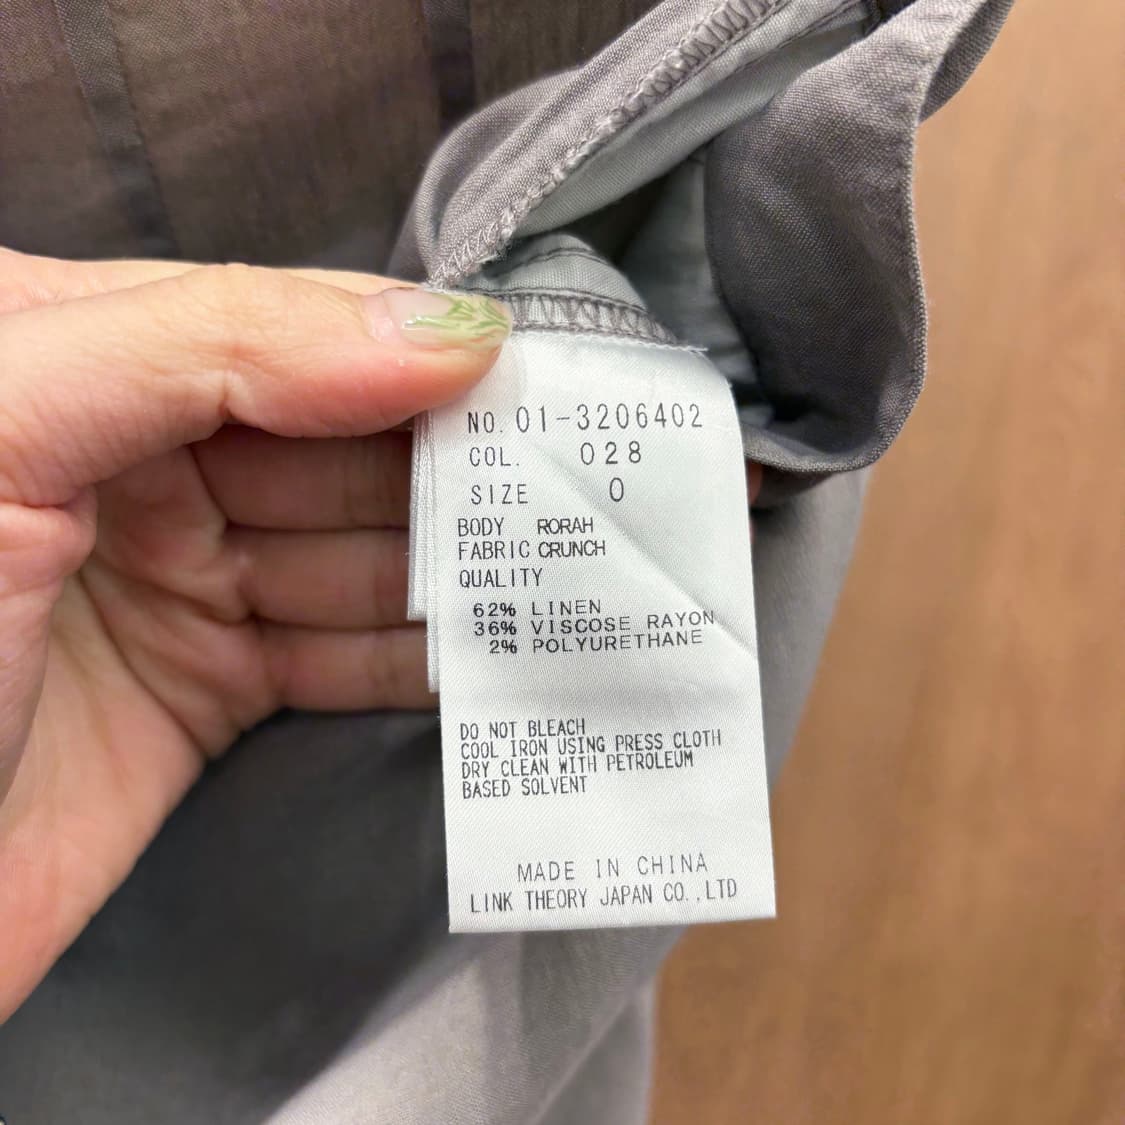 NO. 01-3206402
COL. 028
SIZE 0
BODY RORAH
FABRIC CRUNCH
QUALITY
62% LINEN
36% VISCOSE RAYON
2% POLYURETHANE
DO NOT BLEACH
COOL IRON USING PRESS CLOTH
DRY CLEAN WITH PETROLEUM
BASED SOLVENT
MADE IN CHINA
LINK THEORY JAPAN CO.,LTD